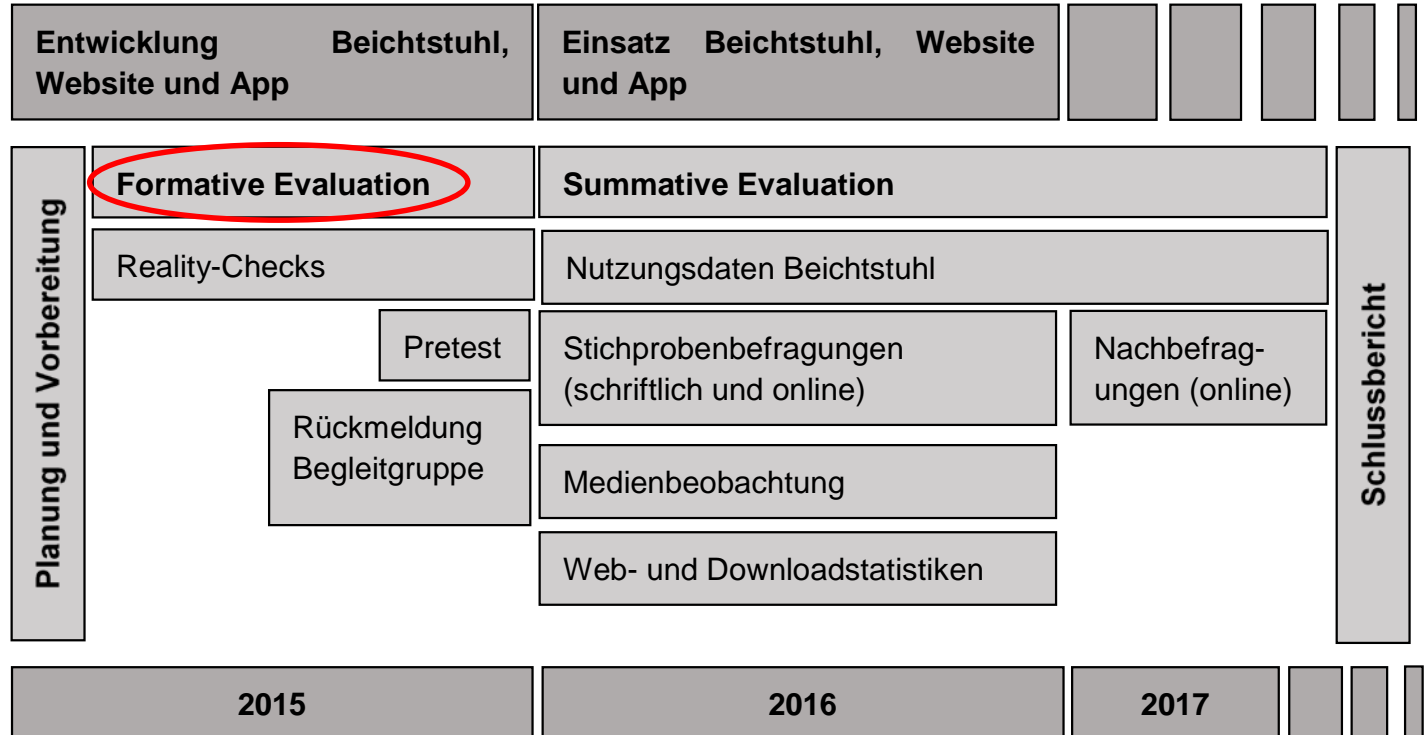 Entwicklung Beichtstuhl,
Website und App
Einsatz Beichtstuhl, Website
und App
Planung und Vorbereitung
Formative Evaluation
Summative Evaluation
Reality-Checks
Nutzungsdaten Beichtstuhl
Pretest
Stichprobenbefragungen
(schriftlich und online)
Nachbefrag-
ungen (online)
Rückmeldung
Begleitgruppe
Medienbeobachtung
Web- und Downloadstatistiken
Schlussbericht
2015
2016
2017